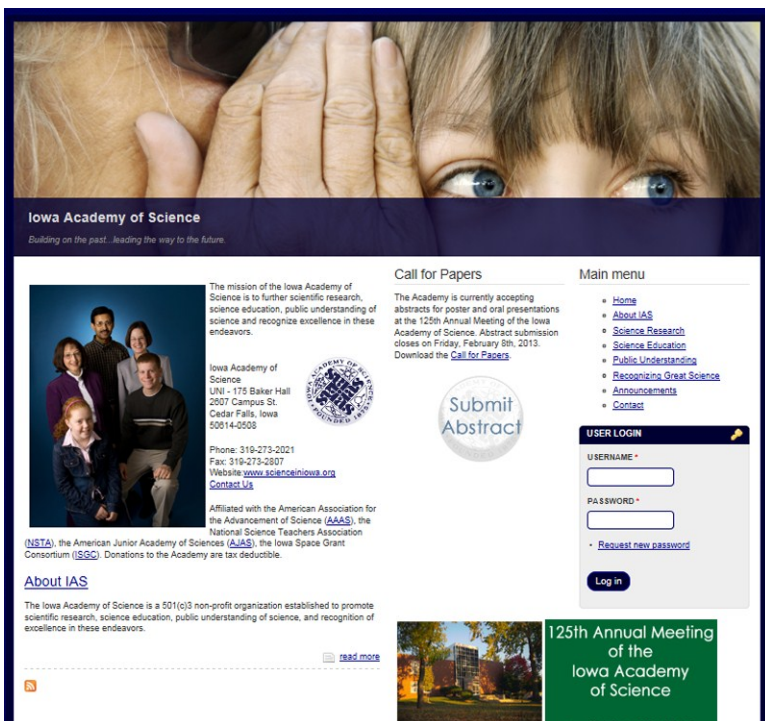 Iowa Academy of Science
Building on the past...leading the way to the future.
The mission of the Iowa Academy of
Science is to further scientific research,
science education, public understanding of
science and recognize excellence in these
endeavors.
Iowa Academy of
Science
UNI - 175 Baker Hall
2607 Campus St.
Cedar Falls, Iowa
50614-0508
IOWA ACADEMY OF SCIENCE
FOUNDED 1875
Phone: 319-273-2021
Fax: 319-273-2807
Website:www.scienceiniowa.org
Contact Us
Affiliated with the American Association for
the Advancement of Science (AAAS), the
National Science Teachers Association
(NSTA), the American Junior Academy of Sciences (AJAS), the Iowa Space Grant
Consortium (ISGC). Donations to the Academy are tax deductible.
About IAS
The Iowa Academy of Science is a 501(c)3 non-profit organization established to promote
scientific research, science education, public understanding of science, and recognition of
excellence in these endeavors.
read more
Call for Papers
The Academy is currently accepting
abstracts for poster and oral presentations
at the 125th Annual Meeting of the Iowa
Academy of Science. Abstract submission
closes on Friday, February 8th, 2013.
Download the Call for Papers.
Submit
Abstract
Main menu
Home
About IAS
Science Research
Science Education
Public Understanding
Recognizing Great Science
Announcements
Contact
USER LOGIN
USERNAME *
PASSWORD *
Request new password
Log in
125th Annual Meeting
of the
Iowa Academy
of Science